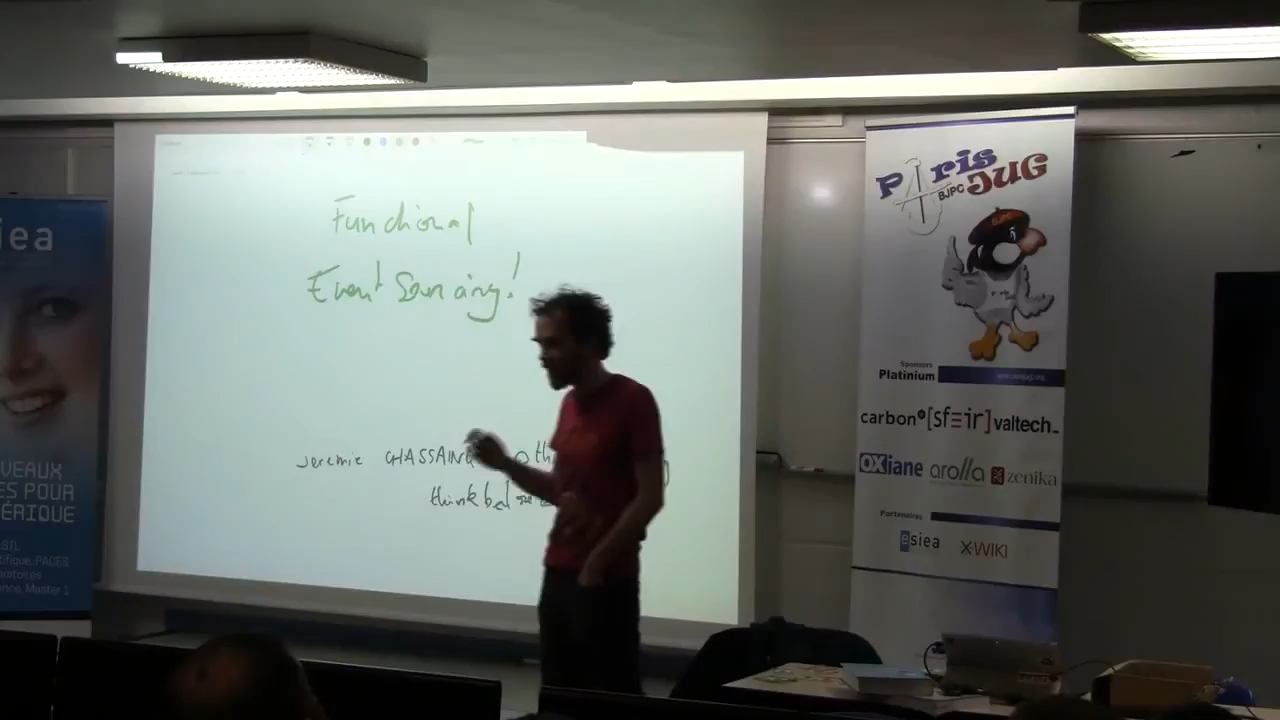 iea
VEAUX
ES POUR
ÉRIQUE
Functional
Event Sourcing!
Jeremie CHASSAING
Paris
JUG
BJPC
Sponsors
Platinium
carbon [sfeir] valtech_
OXiane arolla zenika
Partenaires
esiea X·WIKI